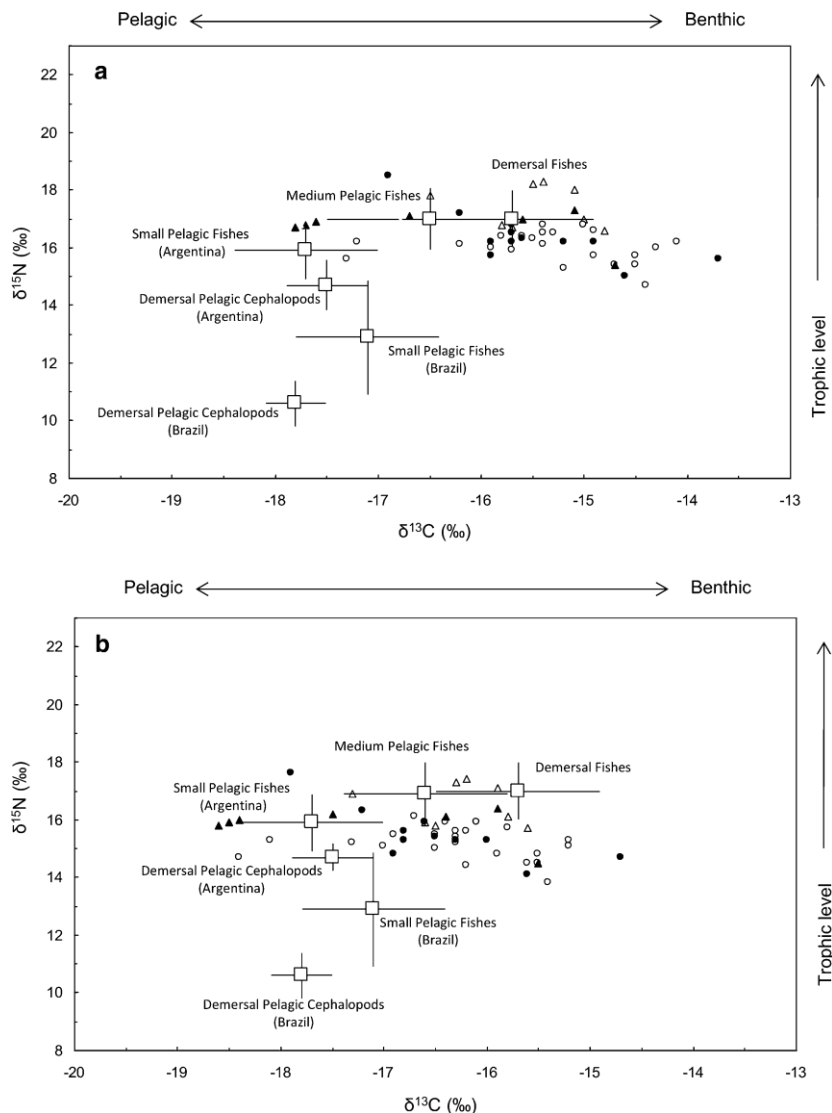 Pelagic Benthic
a
22
20
18
16
14
12
10
8
δ15N (‰)
Demersal Fishes
Medium Pelagic Fishes
Small Pelagic Fishes
(Argentina)
Demersal Pelagic Cephalopods
(Argentina)
Small Pelagic Fishes
(Brazil)
Demersal Pelagic Cephalopods
(Brazil)
-20 -19 -18 -17 -16 -15 -14 -13
δ13C (‰)
Trophic level
Pelagic Benthic
b
22
20
18
16
14
12
10
8
δ15N (‰)
Medium Pelagic Fishes
Demersal Fishes
Small Pelagic Fishes
(Argentina)
Demersal Pelagic Cephalopods
(Argentina)
Small Pelagic Fishes
(Brazil)
Demersal Pelagic Cephalopods
(Brazil)
-20 -19 -18 -17 -16 -15 -14 -13
δ13C (‰)
Trophic level